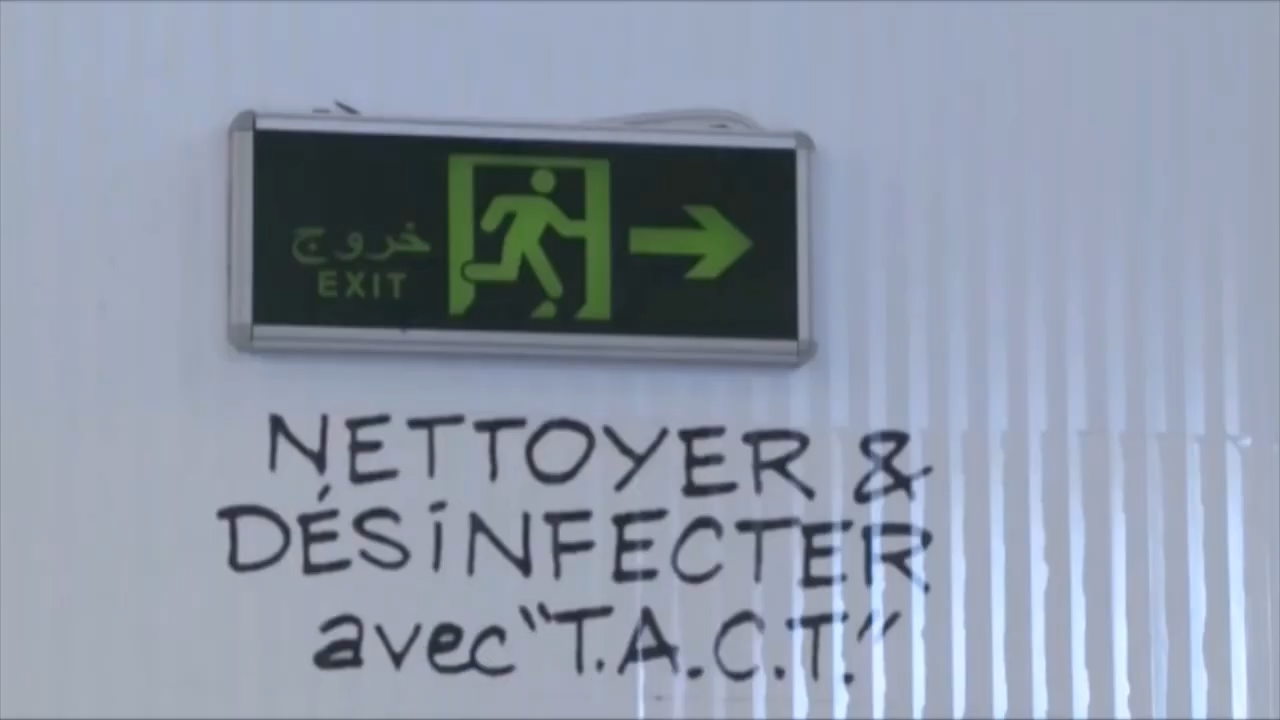 خروج
EXIT
NETTOYER &
DÉSiNFECTER
avec "T.A.C.T."